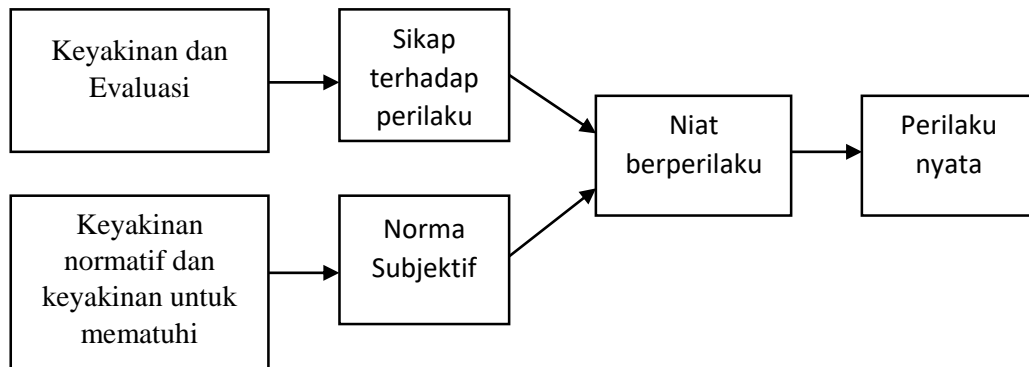 Keyakinan dan
Evaluasi
Sikap
terhadap
perilaku
Niat
berperilaku
Perilaku
nyata
Keyakinan
normatif dan
keyakinan untuk
mematuhi
Norma
Subjektif